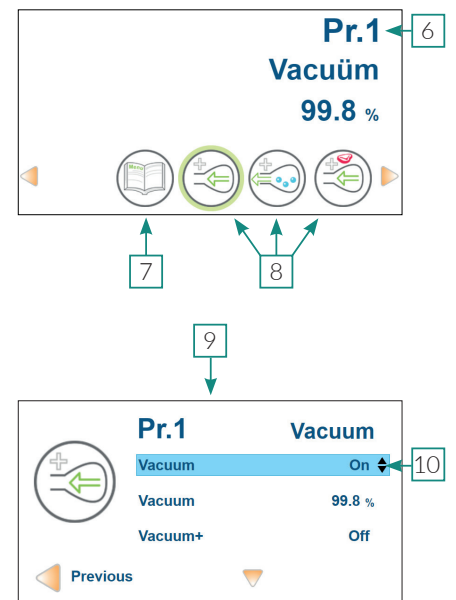 Pr.1
6
Vacuüm
99.8 %
Menu
7
8
9
Pr.1 Vacuum
Vacuum On
10
Vacuum 99.8 %
Vacuum+ Off
Previous